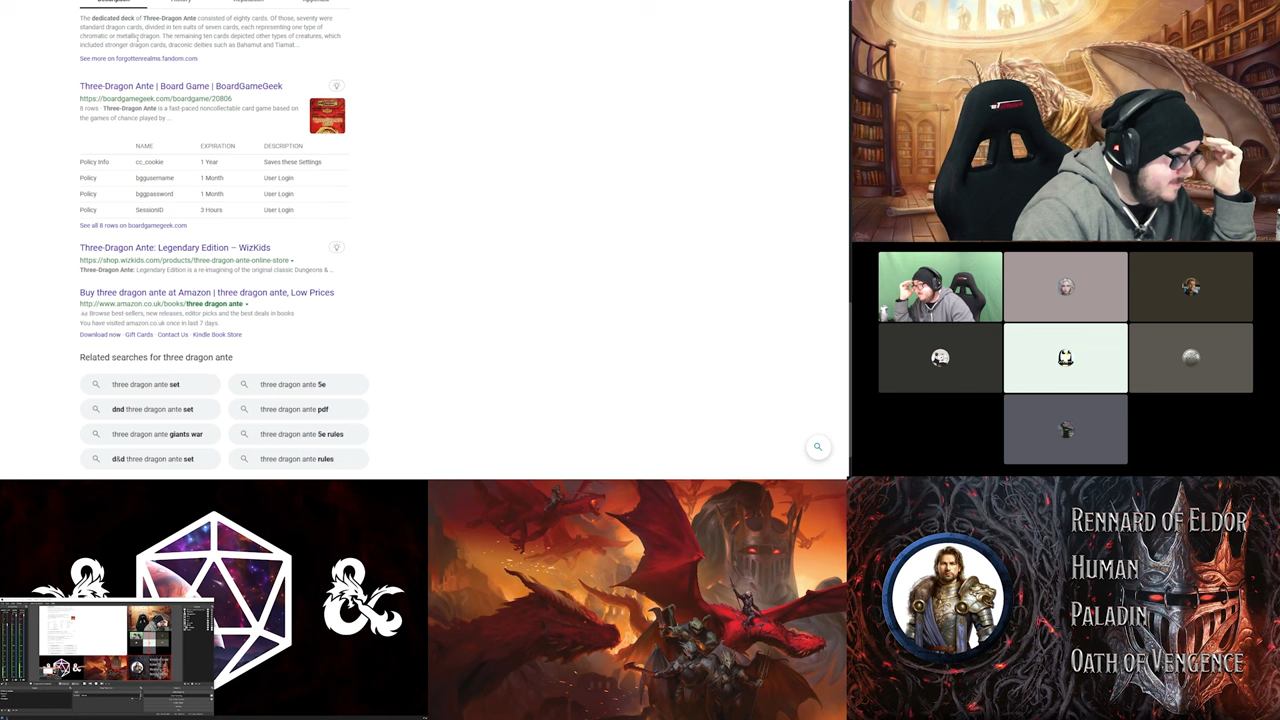 The dedicated deck of Three-Dragon Ante consisted of eighty cards. Of those, seventy were
standard dragon cards, divided in ten suits of seven cards, each representing one type of
chromatic or metallic dragon. The remaining ten cards depicted other types of creatures, which
included stronger dragon cards, draconic deities such as Bahamut and Tiamat...
See more on forgottenrealms.fandom.com
Three-Dragon Ante | Board Game | BoardGameGeek
https://boardgamegeek.com/boardgame/20806
8 rows · Three-Dragon Ante is a fast-paced noncollectable card game based on
the games of chance played by ...
NAME EXPIRATION DESCRIPTION
Policy Info cc_cookie 1 Year Saves these Settings
Policy bggusername 1 Month User Login
Policy bggpassword 1 Month User Login
Policy SessionID 3 Hours User Login
See all 8 rows on boardgamegeek.com
Three-Dragon Ante: Legendary Edition – WizKids
https://shop.wizkids.com/products/three-dragon-ante-online-store
Three-Dragon Ante: Legendary Edition is a re-imagining of the original classic Dungeons & ...
Buy three dragon ante at Amazon | three dragon ante, Low Prices
http://www.amazon.co.uk/books/three dragon ante
Ad Browse best-sellers, new releases, editor picks and the best deals in books
You have visited amazon.co.uk once in last 7 days.
Download now · Gift Cards · Contact Us · Kindle Book Store
Related searches for three dragon ante
three dragon ante set
three dragon ante 5e
dnd three dragon ante set
three dragon ante pdf
three dragon ante giants war
three dragon ante 5e rules
d&d three dragon ante set
three dragon ante rules
Rennard of Eldor
Human
Paladin
Oath of Vengence